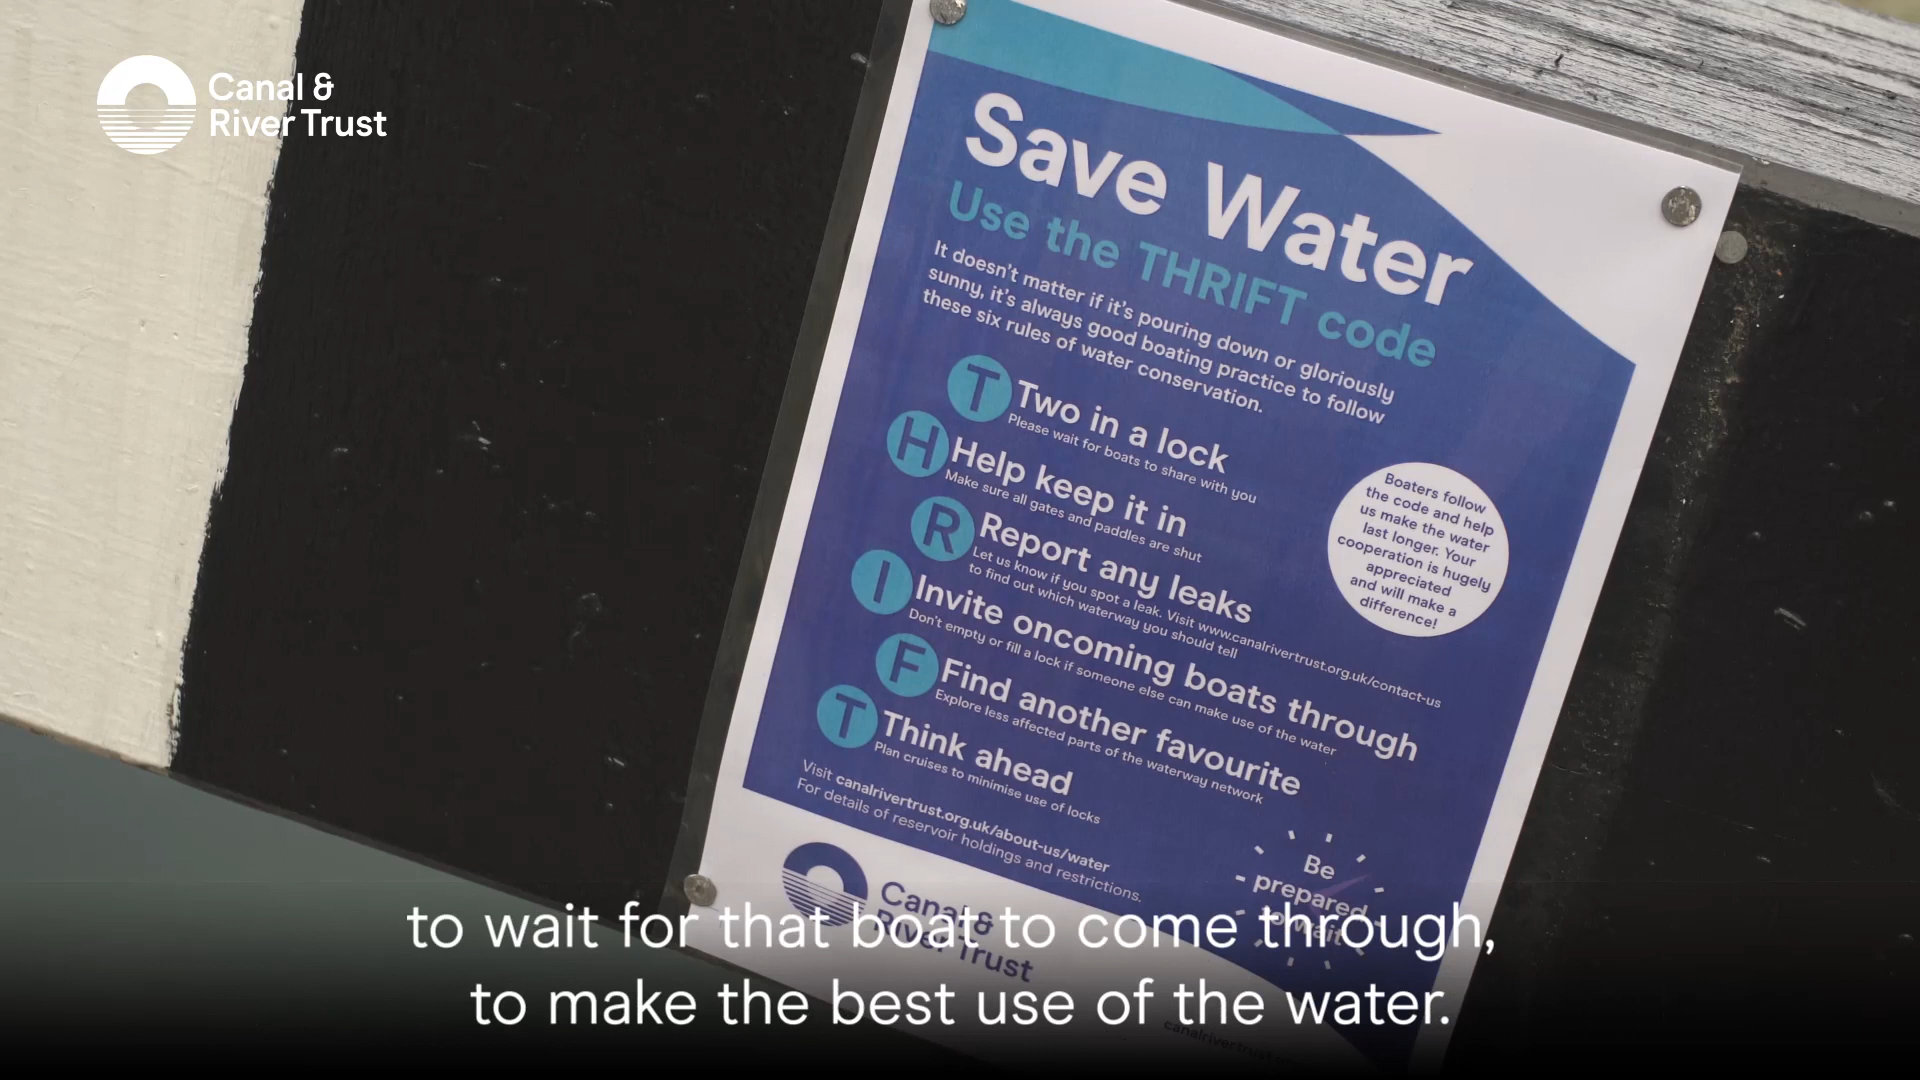 Canal &
River Trust
Save Water
Use the THRIFT code
It doesn't matter if it's pouring down or gloriously
sunny, it's always good boating practice to follow
these six rules of water conservation.
T Two in a lock
Please wait for boats to share with you
H Help keep it in
Make sure all gates and paddles are shut
R Report any leaks
Let us know if you spot a leak. Visit www.canalrivertrust.org.uk/contact-us
to find out which waterway you should tell
I Invite oncoming boats through
Don't empty or fill a lock if someone else can make use of the water
F Find another favourite
Explore less affected parts of the waterway network
T Think ahead
Plan cruises to minimise use of locks
Boaters follow
the code and help
us make the water
last longer. Your
cooperation is hugely
appreciated
and will make a
difference!
Visit canalrivertrust.org.uk/about-us/water
For details of reservoir holdings and restrictions.
Be
prepared
to wait
Canal &
River Trust
to wait for that boat to come through,
to make the best use of the water.